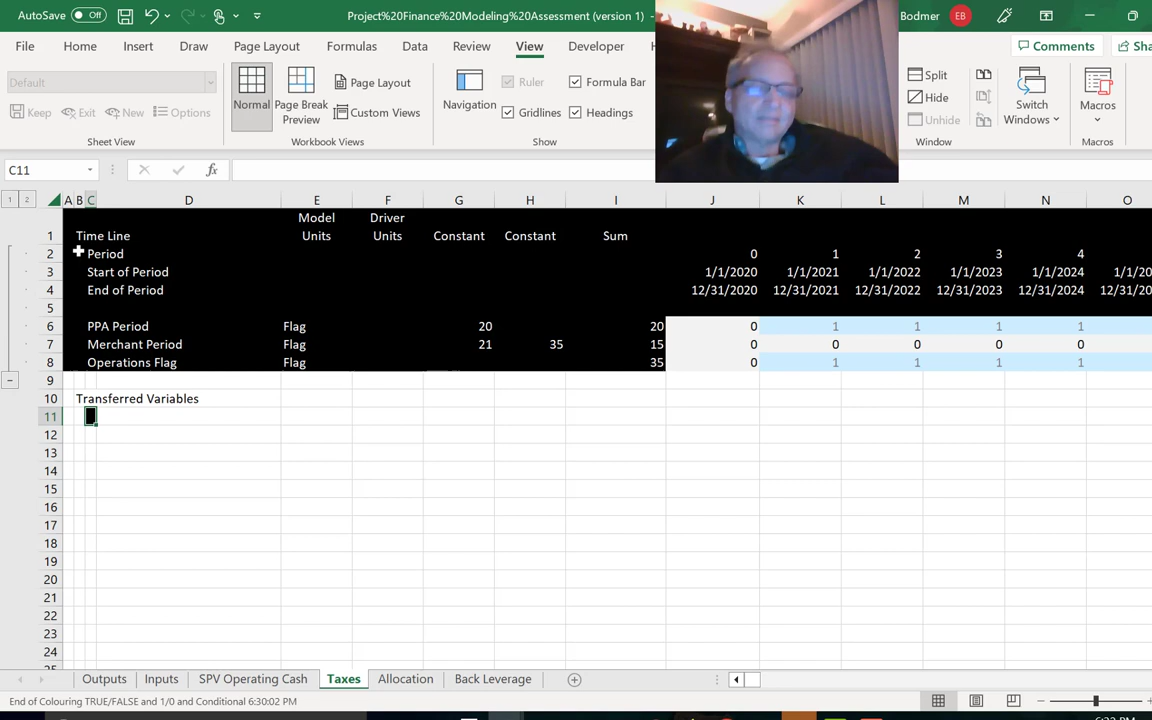 AutoSave Off Project%20Finance%20Modeling%20Assessment (version 1) - Bodmer EB
File Home Insert Draw Page Layout Formulas Data Review View Developer Comments
Default Page Layout Ruler Formula Bar Split
Keep Exit New Options Normal Page Break Preview Custom Views Navigation Gridlines Headings Hide Unhide Switch Windows Macros
Sheet View Workbook Views Show Window Macros
C11 fx
1 2 A B C D E F G H I J K L M N O
Model Driver
1 Time Line Units Units Constant Constant Sum
2 Period 0 1 2 3 4
3 Start of Period 1/1/2020 1/1/2021 1/1/2022 1/1/2023 1/1/2024 1/1/20
4 End of Period 12/31/2020 12/31/2021 12/31/2022 12/31/2023 12/31/2024 12/31/20
5
6 PPA Period Flag 20 20 0 1 1 1 1
7 Merchant Period Flag 21 35 15 0 0 0 0 0
8 Operations Flag Flag 35 0 1 1 1 1
9
10 Transferred Variables
11
12
13
14
15
16
17
18
19
20
21
22
23
24
Outputs Inputs SPV Operating Cash Taxes Allocation Back Leverage
End of Colouring TRUE/FALSE and 1/0 and Conditional 6:30:02 PM